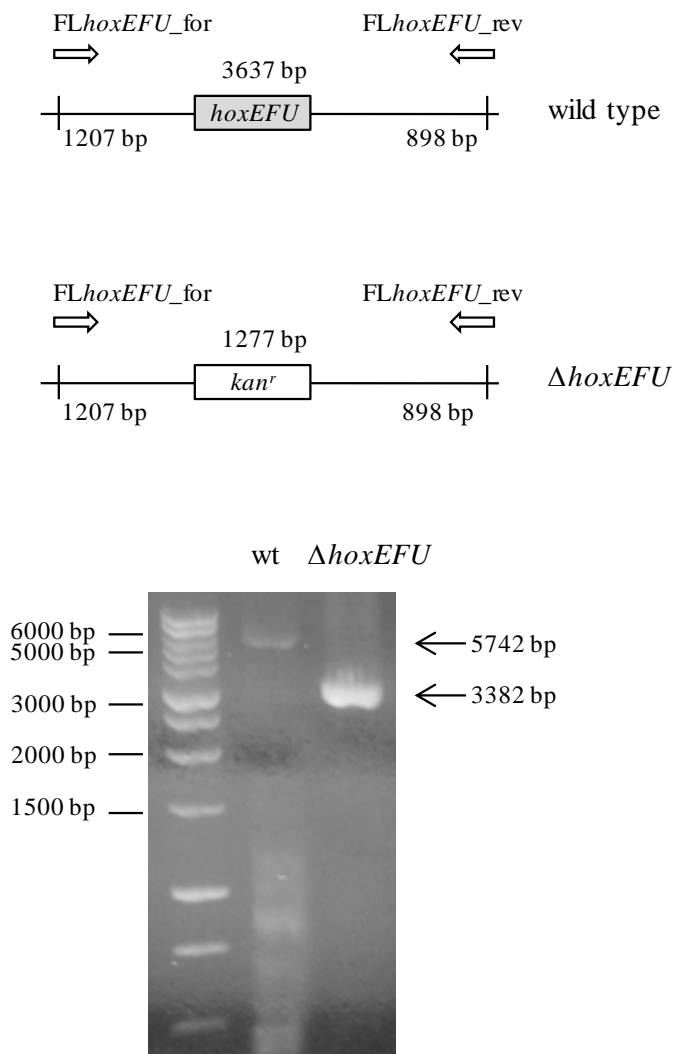 FLhoxEFU_for FLhoxEFU_rev
3637 bp
hoxEFU wild type
1207 bp 898 bp
FLhoxEFU_for FLhoxEFU_rev
1277 bp
kanr ΔhoxEFU
1207 bp 898 bp
wt ΔhoxEFU
6000 bp
5742 bp
5000 bp
3382 bp
3000 bp
2000 bp
1500 bp